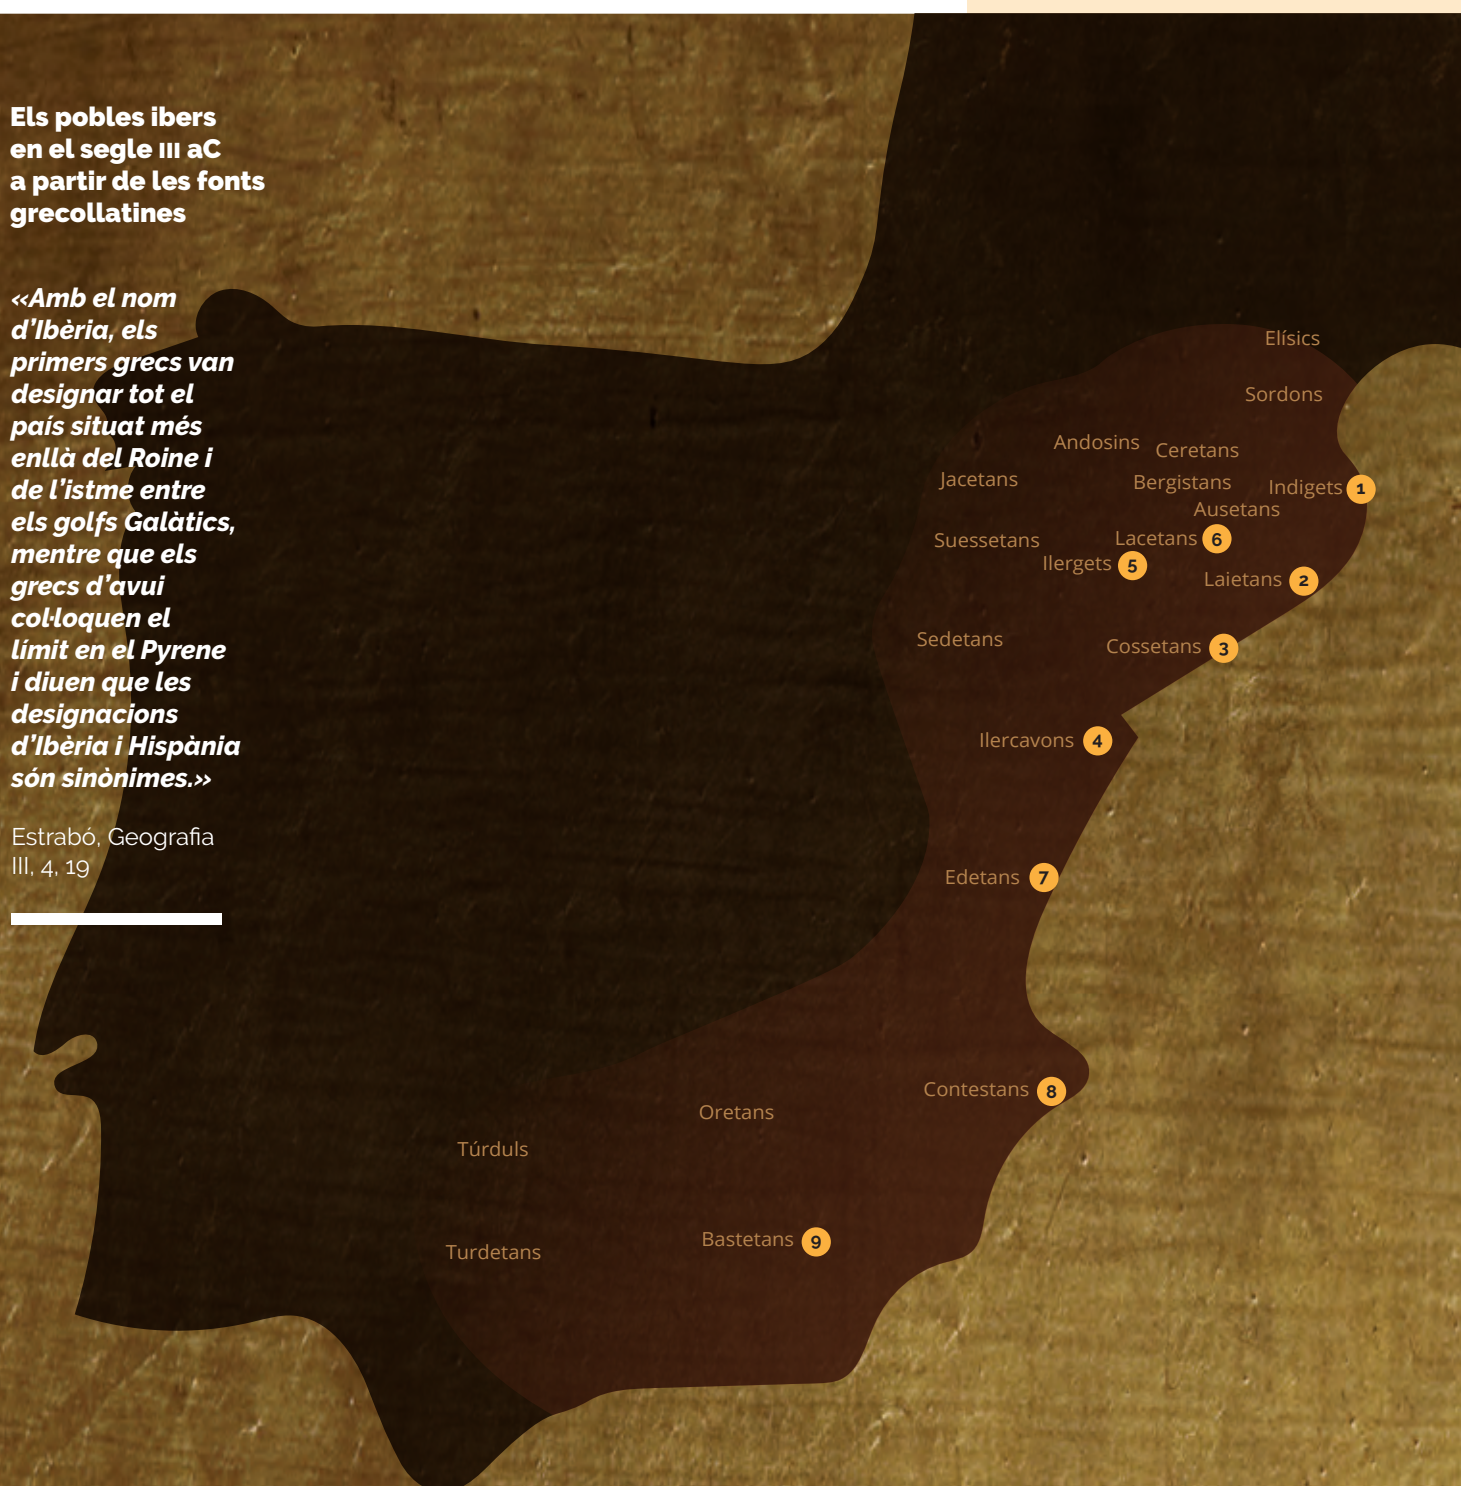 Els pobles ibers
en el segle III aC
a partir de les fonts
grecollatines
«Amb el nom
d’Ibèria, els
primers grecs van
designar tot el
país situat més
enllà del Roine i
de l’istme entre
els golfs Galàtics,
mentre que els
grecs d’avui
col·loquen el
límit en el Pyrene
i diuen que les
designacions
d’Ibèria i Hispània
són sinònimes.»
Estrabó, Geografia
III, 4, 19
Elísics
Sordons
Andosins
Ceretans
Jacetans
Bergistans
Indigets 1
Ausetans
Suessetans
Lacetans 6
Ilergets 5
Laietans 2
Sedetans
Cossetans 3
Ilercavons 4
Edetans 7
Contestans 8
Oretans
Túrduls
Bastetans 9
Turdetans